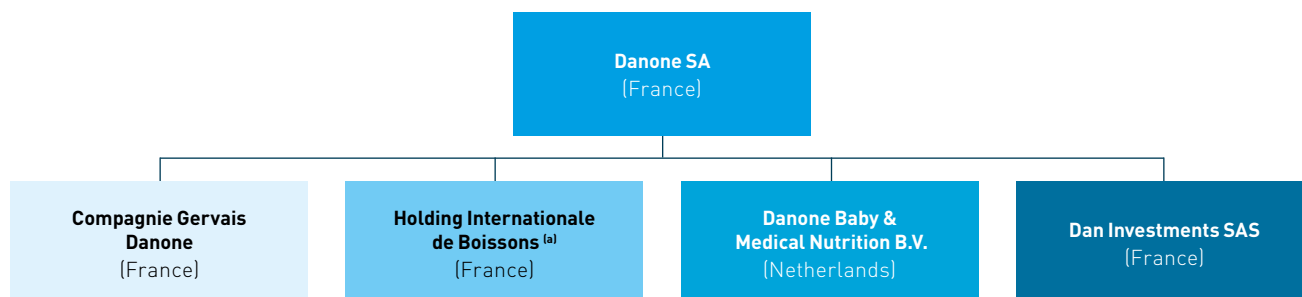 Danone SA
(France)
Compagnie Gervais
Danone
(France)
Holding Internationale
de Boissons (a)
(France)
Danone Baby &
Medical Nutrition B.V.
(Netherlands)
Dan Investments SAS
(France)